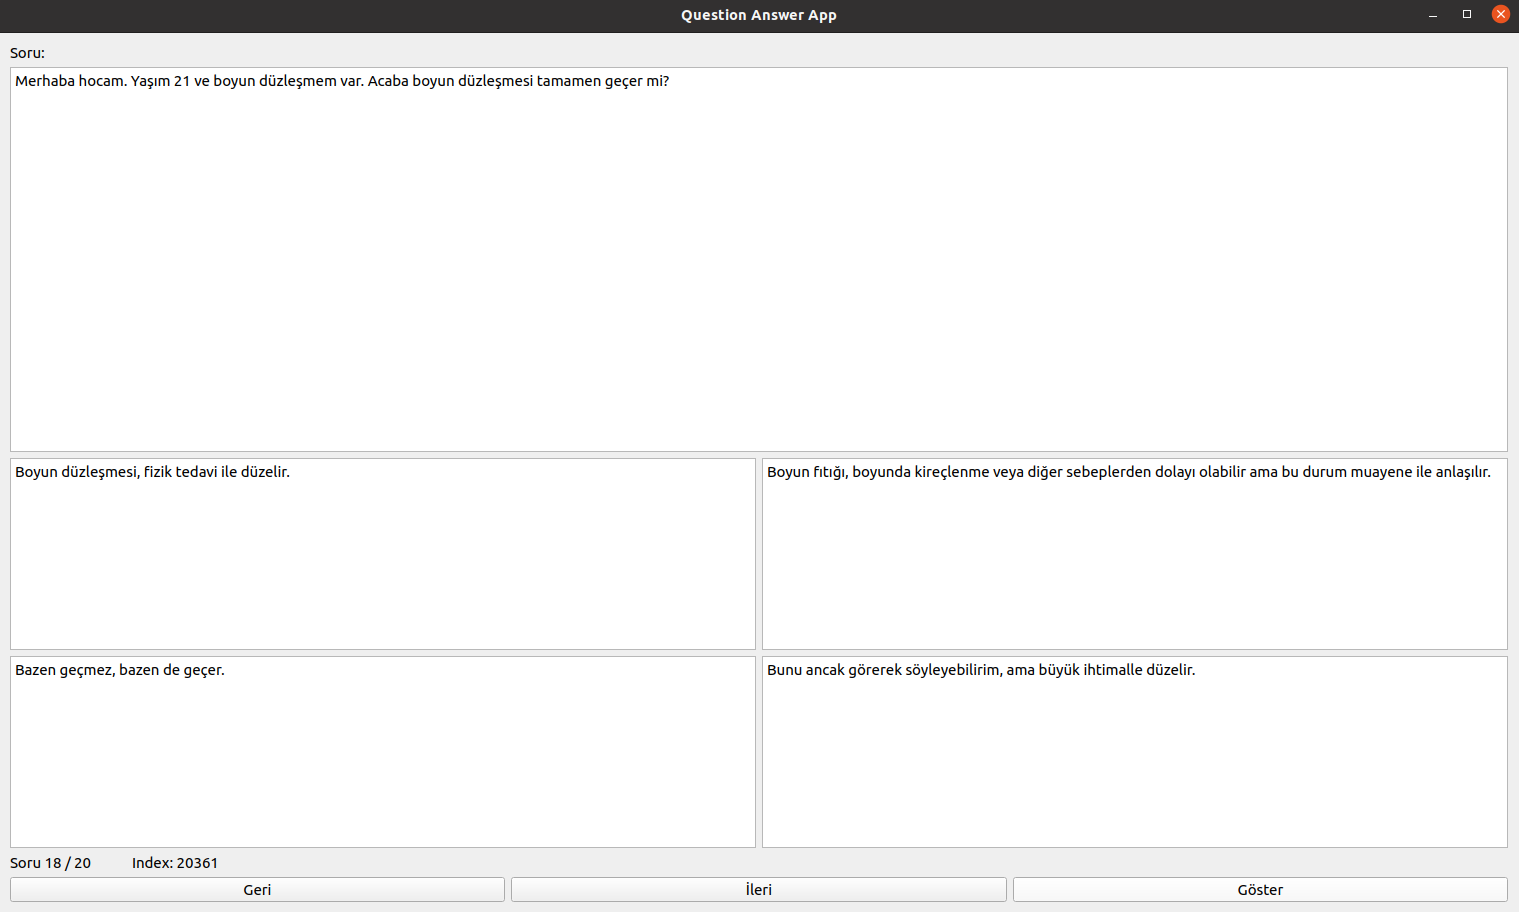 Question Answer App
Soru:
Merhaba hocam. Yaşım 21 ve boyun düzleşmem var. Acaba boyun düzleşmesi tamamen geçer mi?
Boyun düzleşmesi, fizik tedavi ile düzelir.
Boyun fıtığı, boyunda kireçlenme veya diğer sebeplerden dolayı olabilir ama bu durum muayene ile anlaşılır.
Bazen geçmez, bazen de geçer.
Bunu ancak görerek söyleyebilirim, ama büyük ihtimalle düzelir.
Soru 18 / 20
Index: 20361
Geri
İleri
Göster